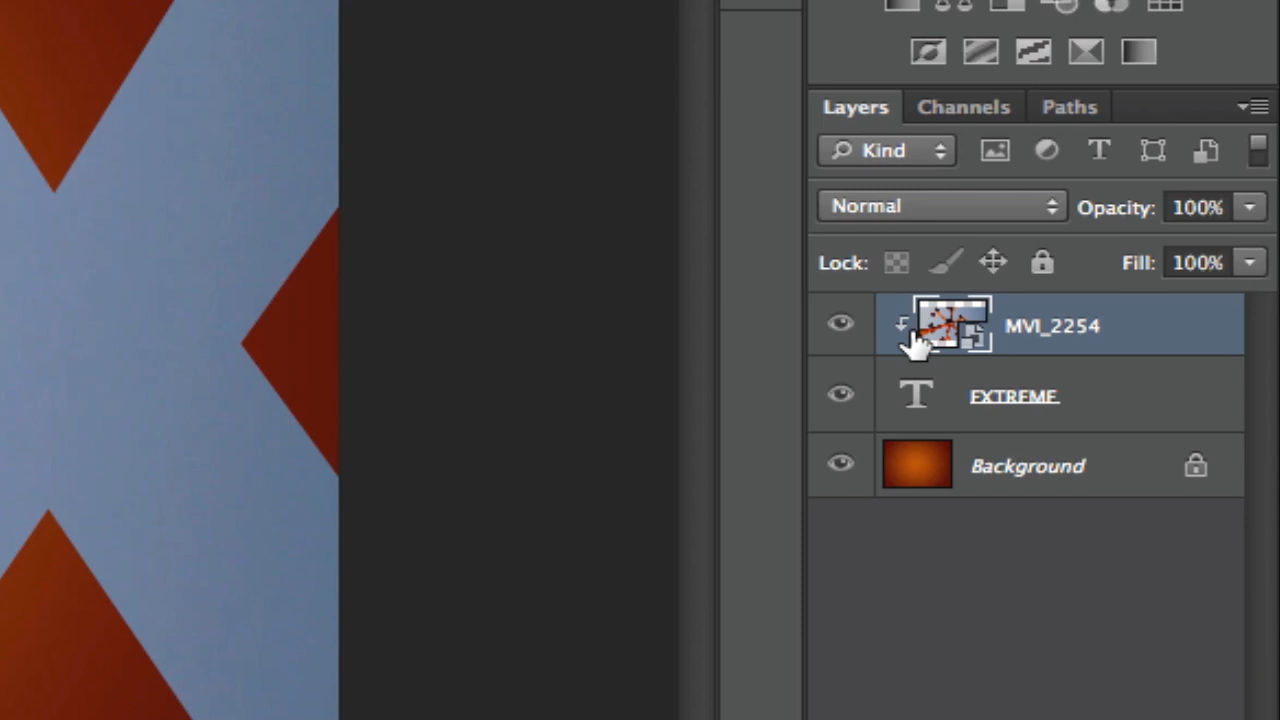 Layers Channels Paths
Kind T
Normal Opacity: 100%
Lock: Fill: 100%
MVI_2254
T EXTREME
Background